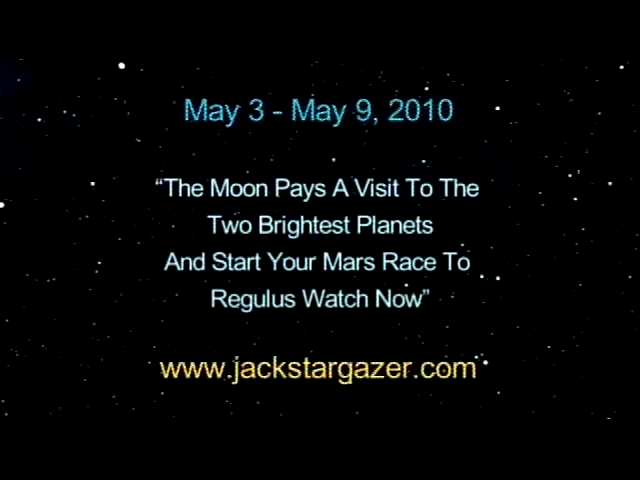 May 3 - May 9, 2010
“The Moon Pays A Visit To The
Two Brightest Planets
And Start Your Mars Race To
Regulus Watch Now”
www.jackstargazer.com